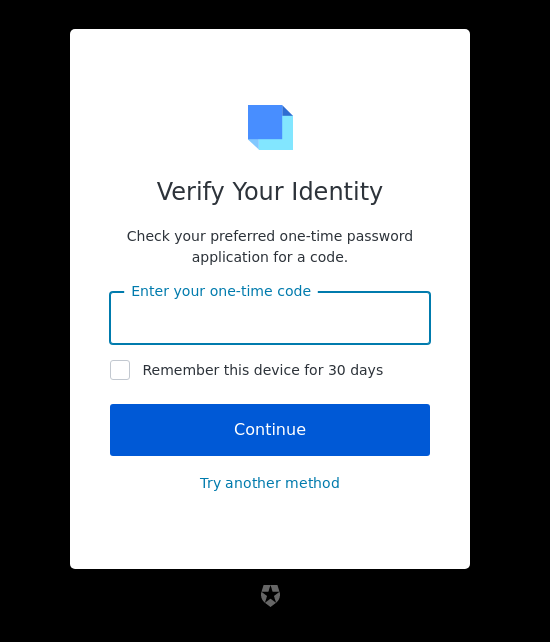 Verify Your Identity
Check your preferred one-time password
application for a code.
Enter your one-time code
Remember this device for 30 days
Continue
Try another method